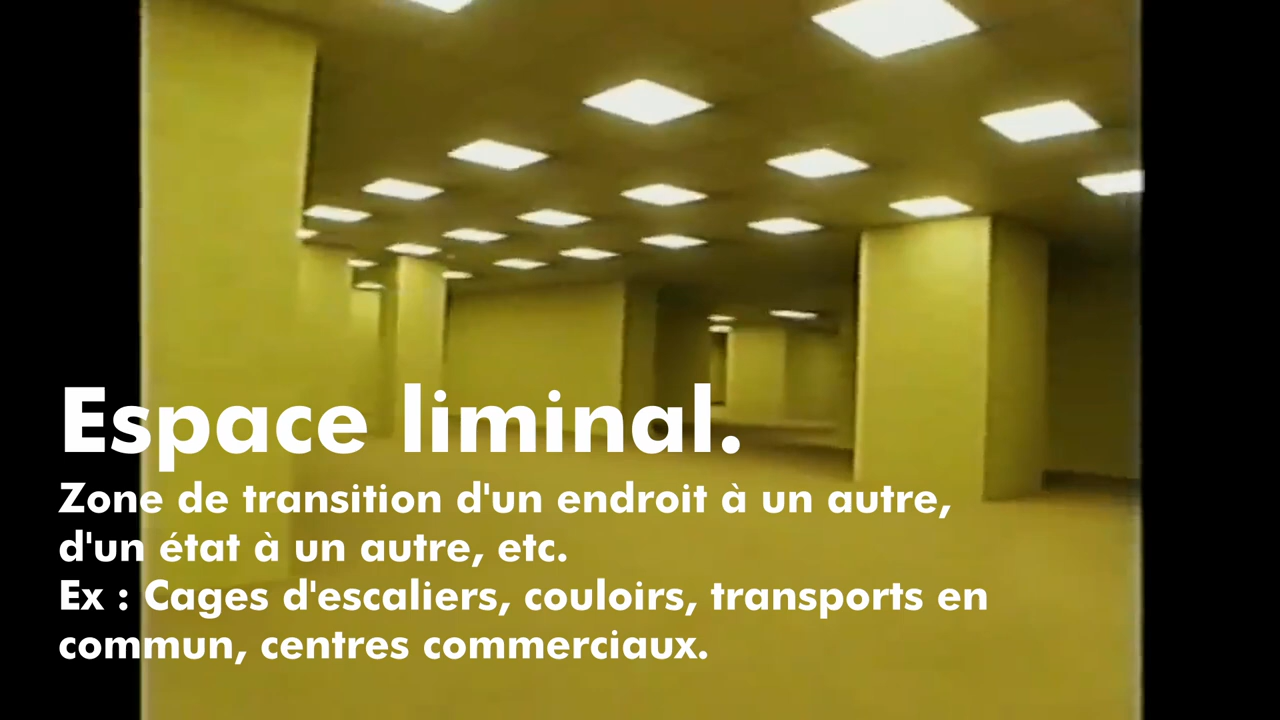 Espace liminal.
Zone de transition d'un endroit à un autre,
d'un état à un autre, etc.
Ex : Cages d'escaliers, couloirs, transports en
commun, centres commerciaux.